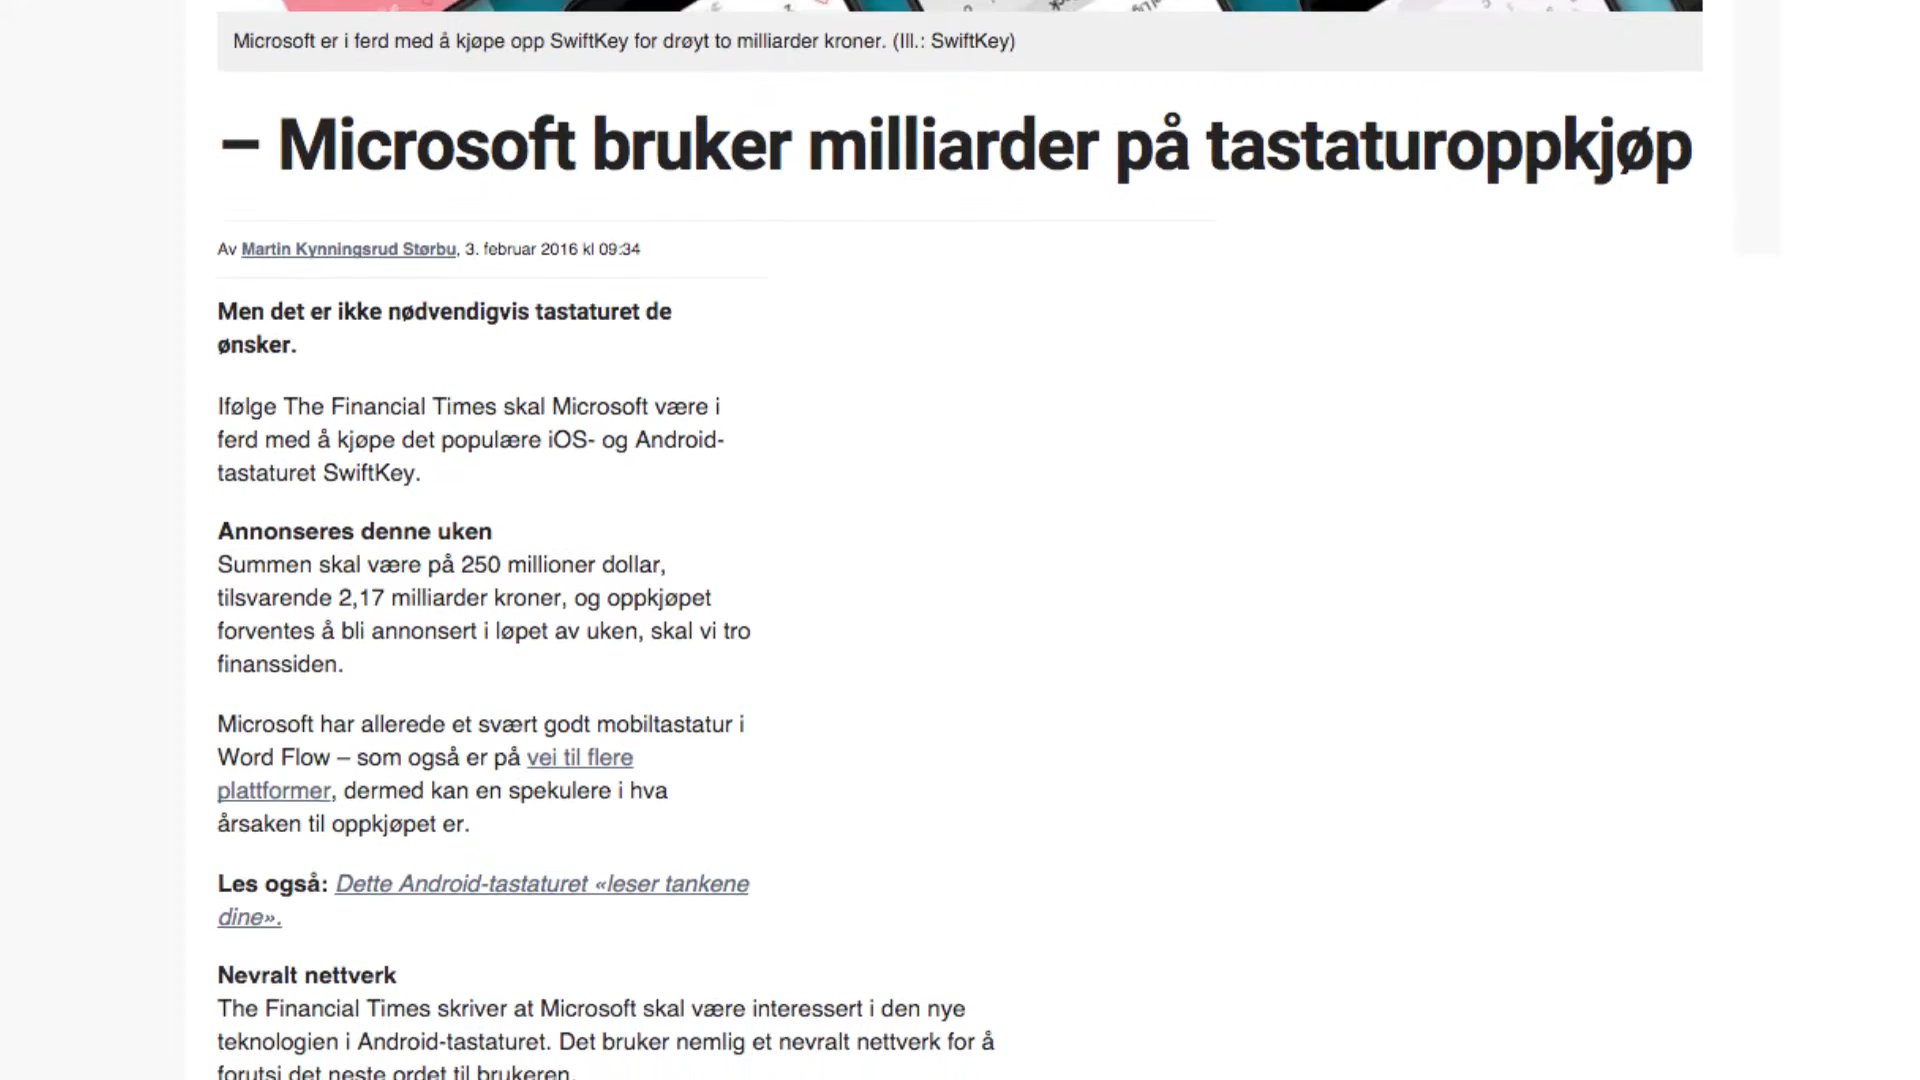 Microsoft er i ferd med å kjøpe opp SwiftKey for drøyt to milliarder kroner. (Ill.: SwiftKey)
– Microsoft bruker milliarder på tastaturoppkjøp
Av Martin Kynningsrud Størbu, 3. februar 2016 kl 09:34
Men det er ikke nødvendigvis tastaturet de
ønsker.
Ifølge The Financial Times skal Microsoft være i
ferd med å kjøpe det populære iOS- og Android-
tastaturet SwiftKey.
Annonseres denne uken
Summen skal være på 250 millioner dollar,
tilsvarende 2,17 milliarder kroner, og oppkjøpet
forventes å bli annonsert i løpet av uken, skal vi tro
finanssiden.
Microsoft har allerede et svært godt mobiltastatur i
Word Flow – som også er på vei til flere
plattformer, dermed kan en spekulere i hva
årsaken til oppkjøpet er.
Les også: Dette Android-tastaturet «leser tankene
dine».
Nevralt nettverk
The Financial Times skriver at Microsoft skal være interessert i den nye
teknologien i Android-tastaturet. Det bruker nemlig et nevralt nettverk for å
forutsi det neste ordet til brukeren.